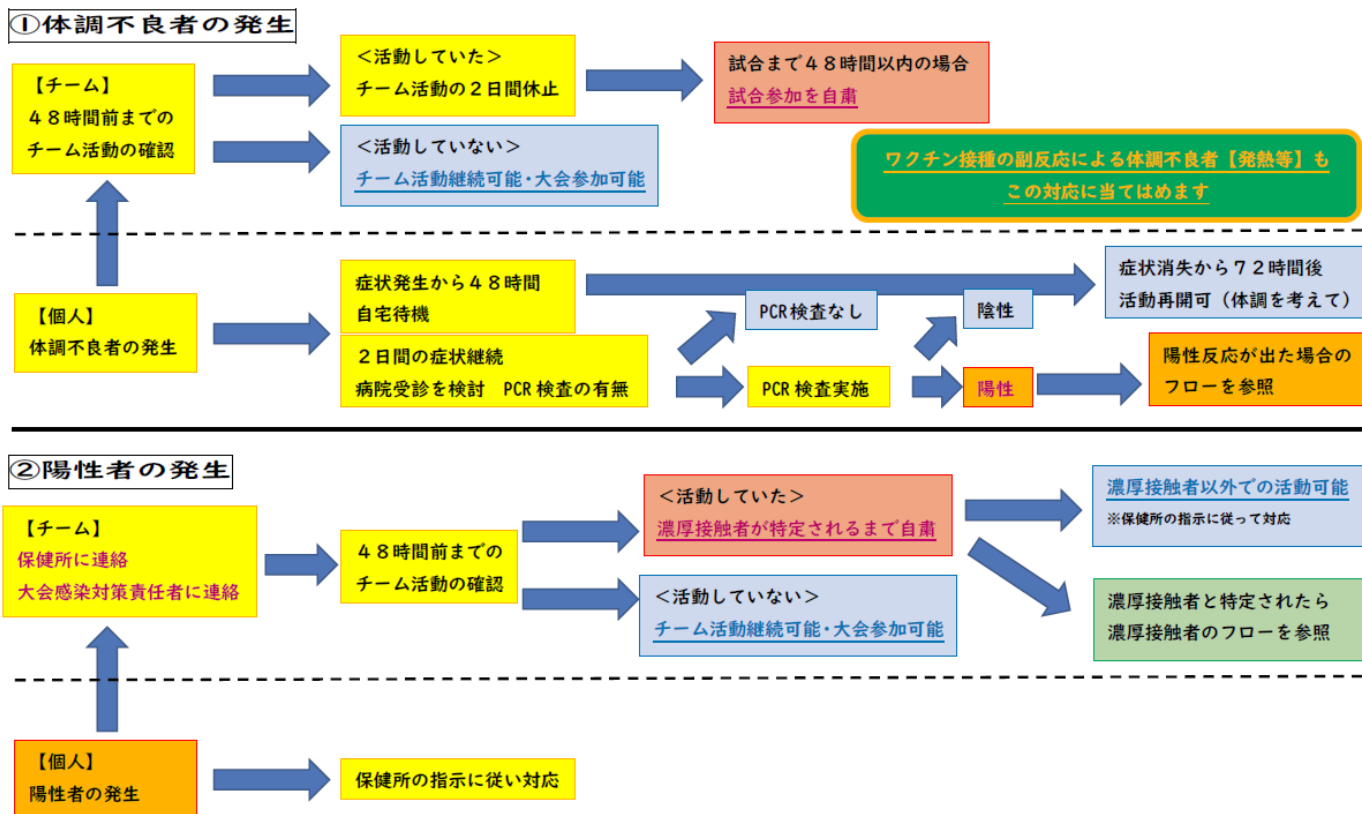 ①体調不良者の発生
【チーム】
４８時間前までの
チーム活動の確認
＜活動していた＞
チーム活動の２日間休止
試合まで４８時間以内の場合
試合参加を自粛
＜活動していない＞
チーム活動継続可能・大会参加可能
ワクチン接種の副反応による体調不良者【発熱等】も
この対応に当てはめます
【個人】
体調不良者の発生
症状発生から４８時間
自宅待機
２日間の症状継続
病院受診を検討　PCR 検査の有無
PCR 検査なし
PCR 検査実施
陰性
陽性
症状消失から７２時間後
活動再開可（体調を考えて）
陽性反応が出た場合の
フローを参照
②陽性者の発生
【チーム】
保健所に連絡
大会感染対策責任者に連絡
４８時間前までの
チーム活動の確認
＜活動していた＞
濃厚接触者が特定されるまで自粛
＜活動していない＞
チーム活動継続可能・大会参加可能
濃厚接触者以外での活動可能
※保健所の指示に従って対応
濃厚接触者と特定されたら
濃厚接触者のフローを参照
【個人】
陽性者の発生
保健所の指示に従い対応